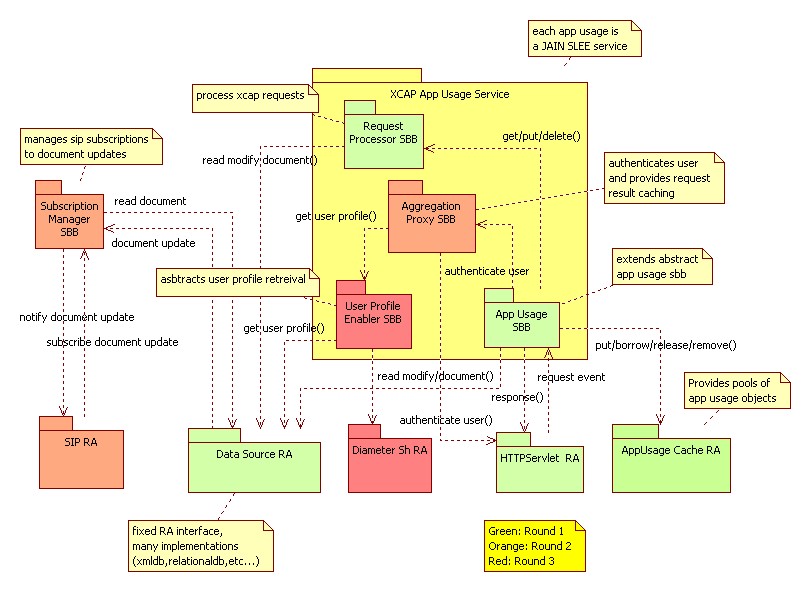 each app usage is
a JAIN SLEE service
process xcap requests
XCAP App Usage Service
Request
Processor SBB
get/put/delete()
manages sip subscriptions
to document updates
read modify document()
authenticates user
and provides request
result caching
Subscription
Manager
SBB
read document
Aggregation
Proxy SBB
get user profile()
document update
authenticate user
extends abstract
app usage sbb
asbtracts user profile retreival
User Profile
Enabler SBB
App Usage
SBB
notify document update
get user profile()
subscribe document update
put/borrow/release/remove()
read modify/document()
request event
Provides pools of
app usage objects
response()
authenticate user()
SIP RA
Data Source RA
Diameter Sh RA
HTTPServlet RA
AppUsage Cache RA
fixed RA interface,
many implementations
(xmldb,relationaldb,etc...)
Green: Round 1
Orange: Round 2
Red: Round 3